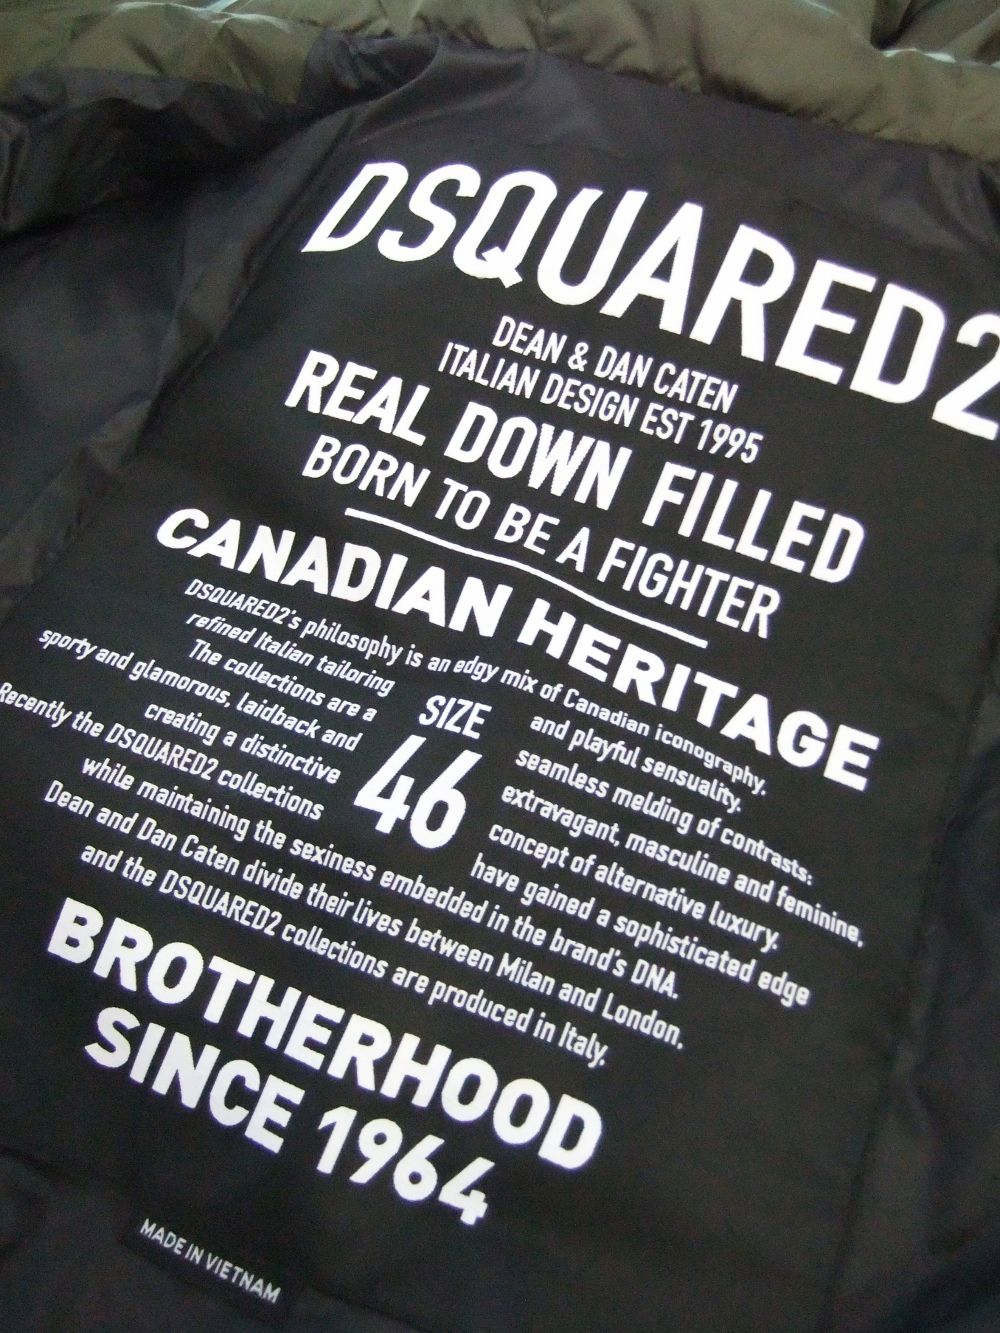 DSQUARED2
DEAN & DAN CATEN
ITALIAN DESIGN EST 1995
REAL DOWN FILLED
BORN TO BE A FIGHTER
CANADIAN HERITAGE
DSQUARED2's philosophy is an edgy mix of Canadian iconography.
refined Italian tailoring and playful sensuality.
The collections are a seamless melding of contrasts:
sporty and glamorous, laidback and extravagant, masculine and feminine,
creating a distinctive concept of alternative luxury.
Recently the DSQUARED2 collections have gained a sophisticated edge
SIZE
46
while maintaining the sexiness embedded in the brand's DNA.
Dean and Dan Caten divide their lives between Milan and London,
and the DSQUARED2 collections are produced in Italy.
BROTHERHOOD
SINCE 1964
MADE IN VIETNAM